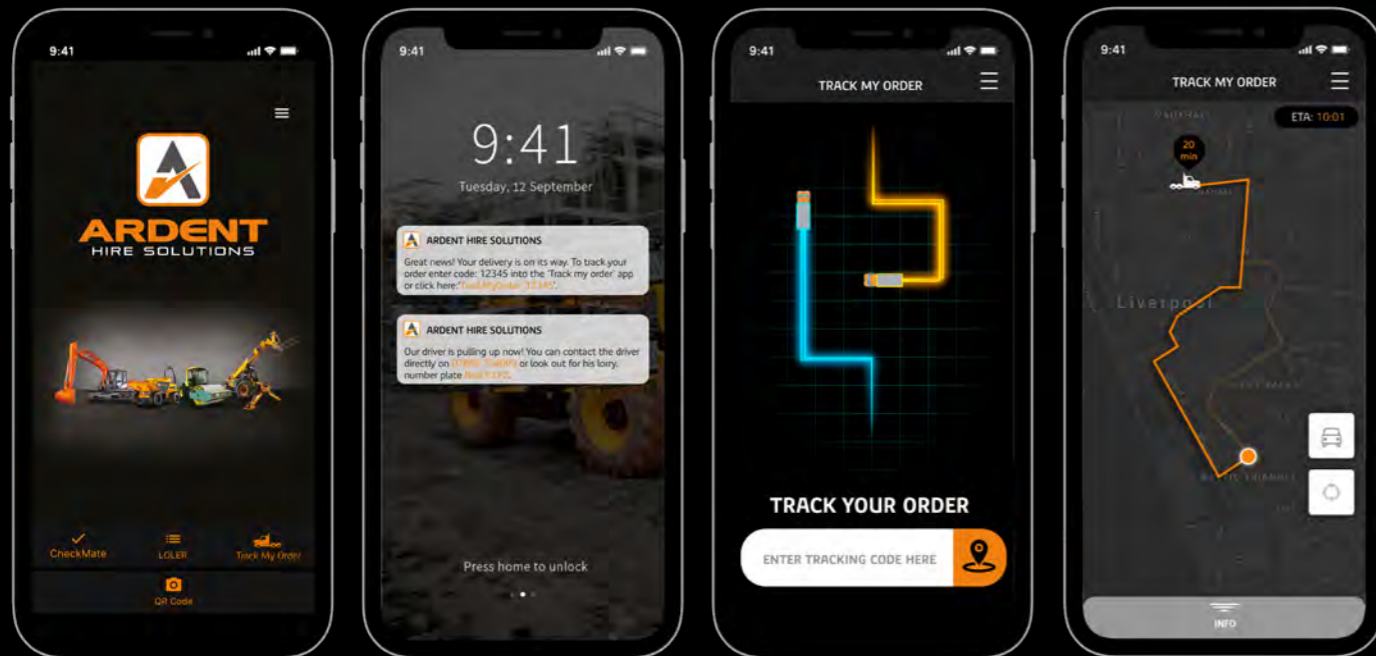 9:41
ARDENT
HIRE SOLUTIONS
CheckMate
LOLER
Track My Order
QR Code
9:41
9:41
Tuesday, 12 September
ARDENT HIRE SOLUTIONS
Great news! Your delivery is on its way. To track your
order enter code: 12345 into the 'Track my order' app
or click here:
ARDENT HIRE SOLUTIONS
Our driver is pulling up now! You can contact the driver
directly on or look out for his lorry,
number plate
Press home to unlock
9:41
TRACK MY ORDER
TRACK YOUR ORDER
ENTER TRACKING CODE HERE
9:41
TRACK MY ORDER
ETA: 10:01
VAUXHALL
20
min
Liverpool
BALTIC TRIANGLE
INFO